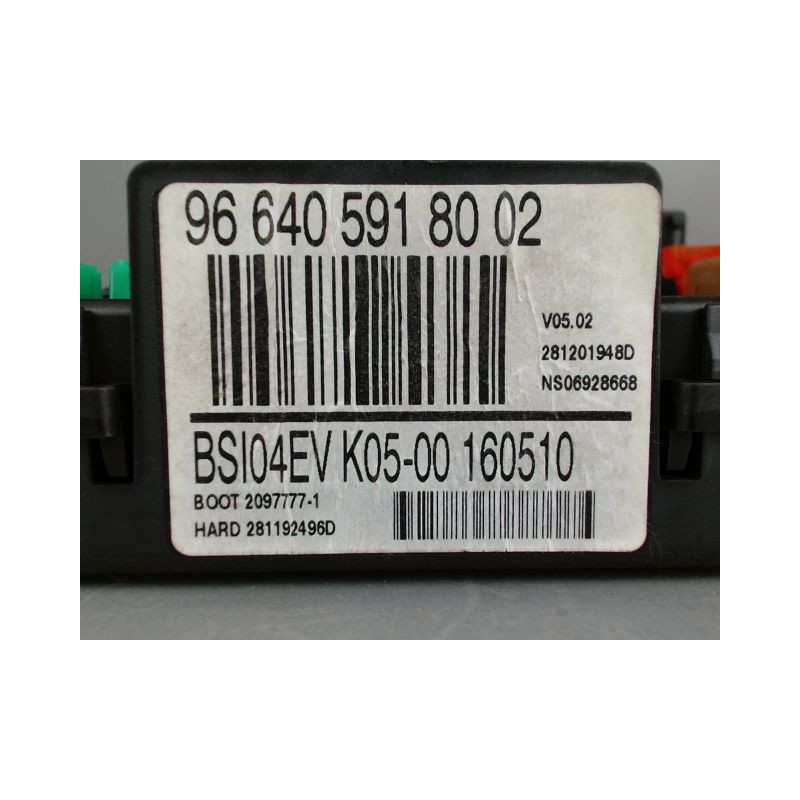 96 640 591 80 02
V05.02
281201948D
NS06928668
BSI04EV K05-00 160510
BOOT 2097777-1
HARD 281192496D